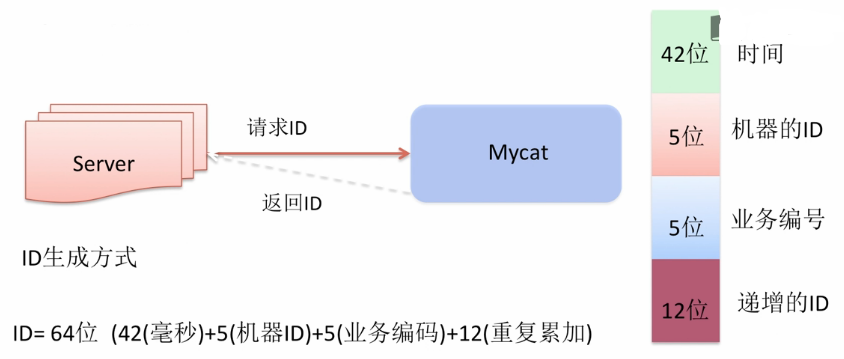 请求ID
Server
Mycat
返回ID
ID生成方式
ID= 64位 (42(毫秒)+5(机器ID)+5(业务编码)+12(重复累加)
42位 时间
5位 机器的ID
5位 业务编号
12位 递增的ID